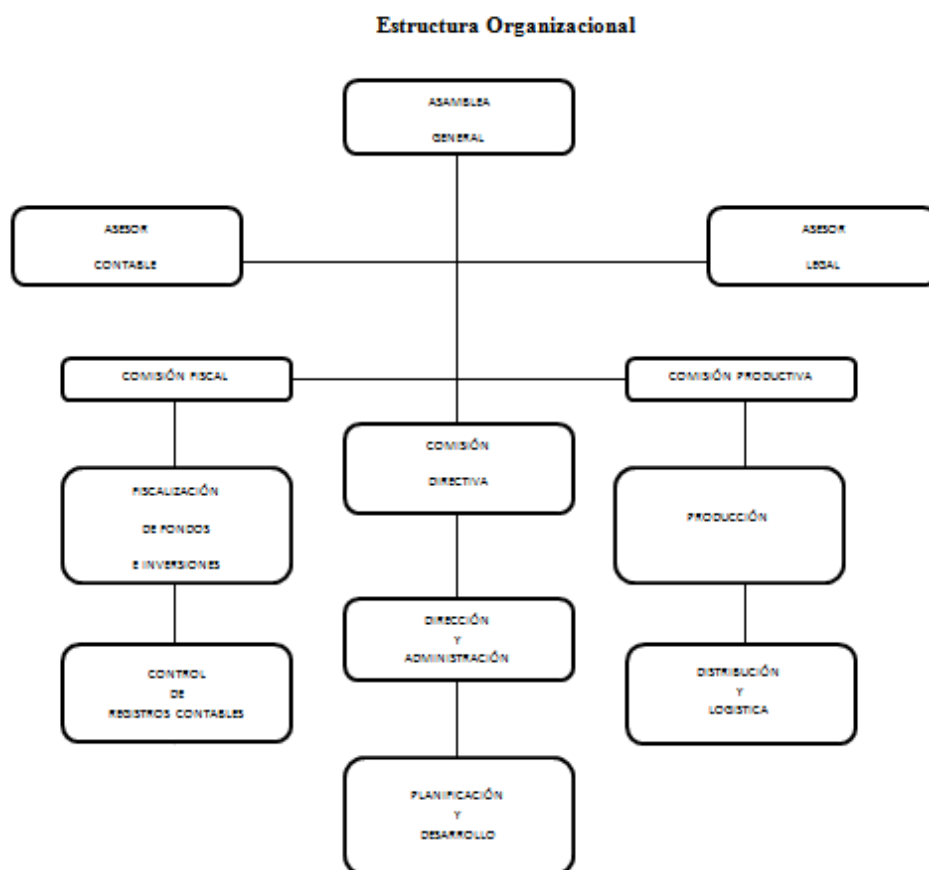 Estructura Organizacional
ASAMBLEA
GENERAL
ASESOR
CONTABLE
ASESOR
LEGAL
COMISIÓN FISCAL
COMISIÓN PRODUCTIVA
COMISIÓN
DIRECTIVA
FISCALIZACIÓN
DE FONDOS
E INVERSIONES
PRODUCCIÓN
DIRECCIÓN
Y
ADMINISTRACIÓN
CONTROL
DE
REGISTROS CONTABLES
DISTRIBUCIÓN
Y
LOGISTICA
PLANIFICACIÓN
Y
DESARROLLO